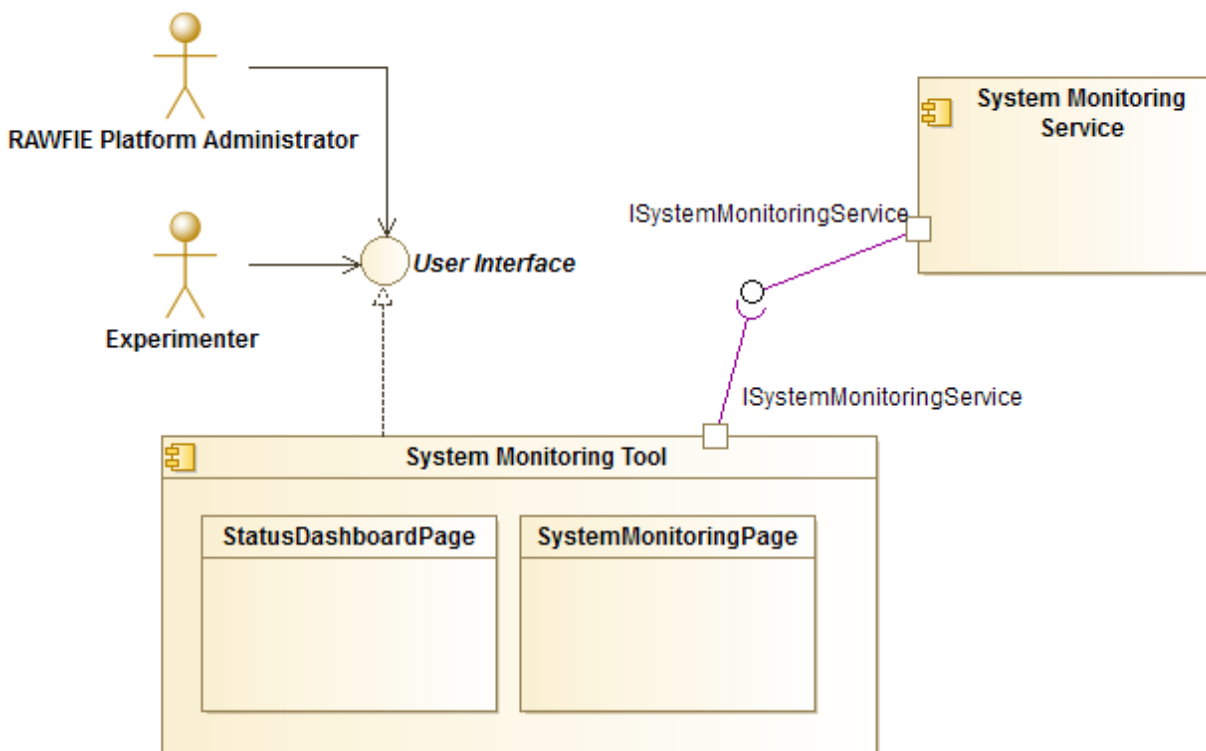 RAWFIE Platform Administrator
System Monitoring
Service
ISystemMonitoringService
User Interface
Experimenter
ISystemMonitoringService
System Monitoring Tool
StatusDashboardPage
SystemMonitoringPage